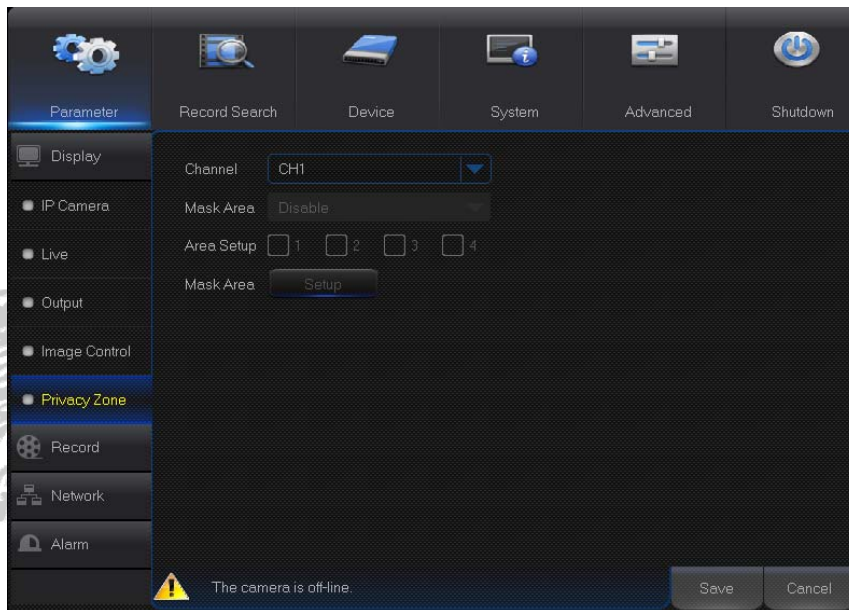 Parameter Record Search Device System Advanced Shutdown
Display
IP Camera
Live
Output
Image Control
Privacy Zone
Record
Network
Alarm
Channel CH1
Mask Area Disable
Area Setup 1 2 3 4
Mask Area Setup
The camera is off-line.
Save Cancel